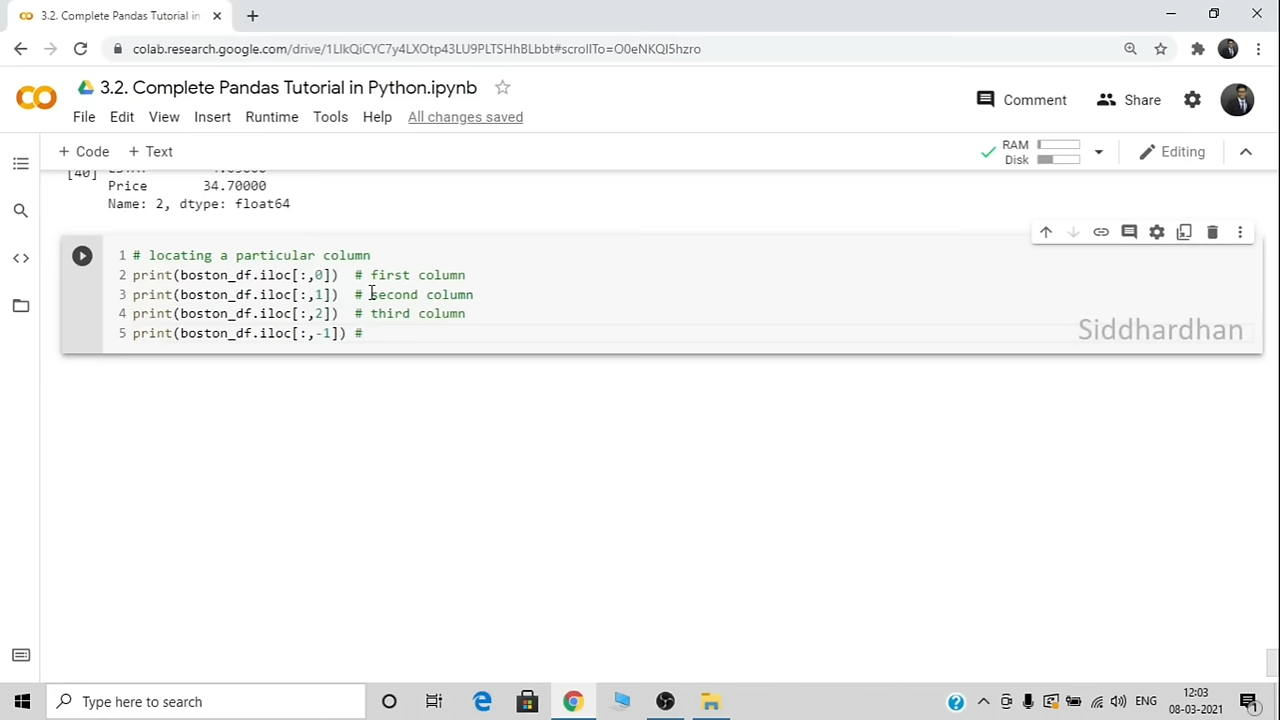 3.2. Complete Pandas Tutorial in
colab.research.google.com/drive/1LIkQiCYC7y4LXOtp43LU9PLTSHhBLbbt#scrollTo=O0eNKQI5hzro
3.2. Complete Pandas Tutorial in Python.ipynb
Comment
Share
File Edit View Insert Runtime Tools Help All changes saved
+ Code + Text
RAM
Disk
Editing
[40]
Price 34.70000
Name: 2, dtype: float64
1 # locating a particular column
2 print(boston_df.iloc[:,0]) # first column
3 print(boston_df.iloc[:,1]) # second column
4 print(boston_df.iloc[:,2]) # third column
5 print(boston_df.iloc[:,-1]) #
Siddhardhan
Type here to search
ENG
12:03
08-03-2021
1